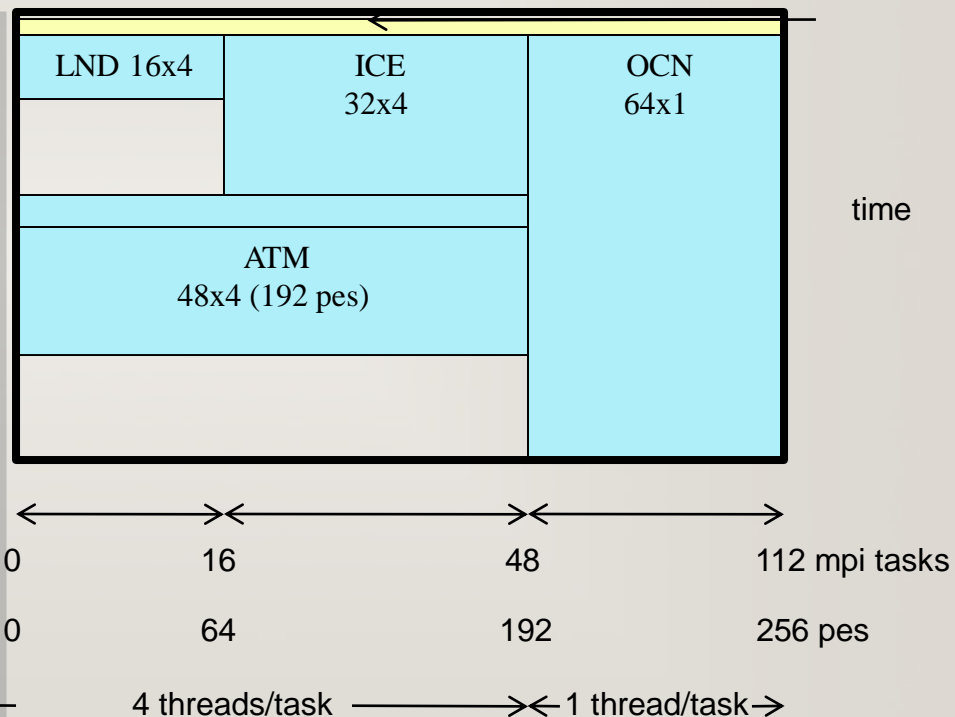 LND 16x4
ICE
32x4
OCN
64x1
time
ATM
48x4 (192 pes)
0 16 48 112 mpi tasks
0 64 192 256 pes
4 threads/task 1 thread/task